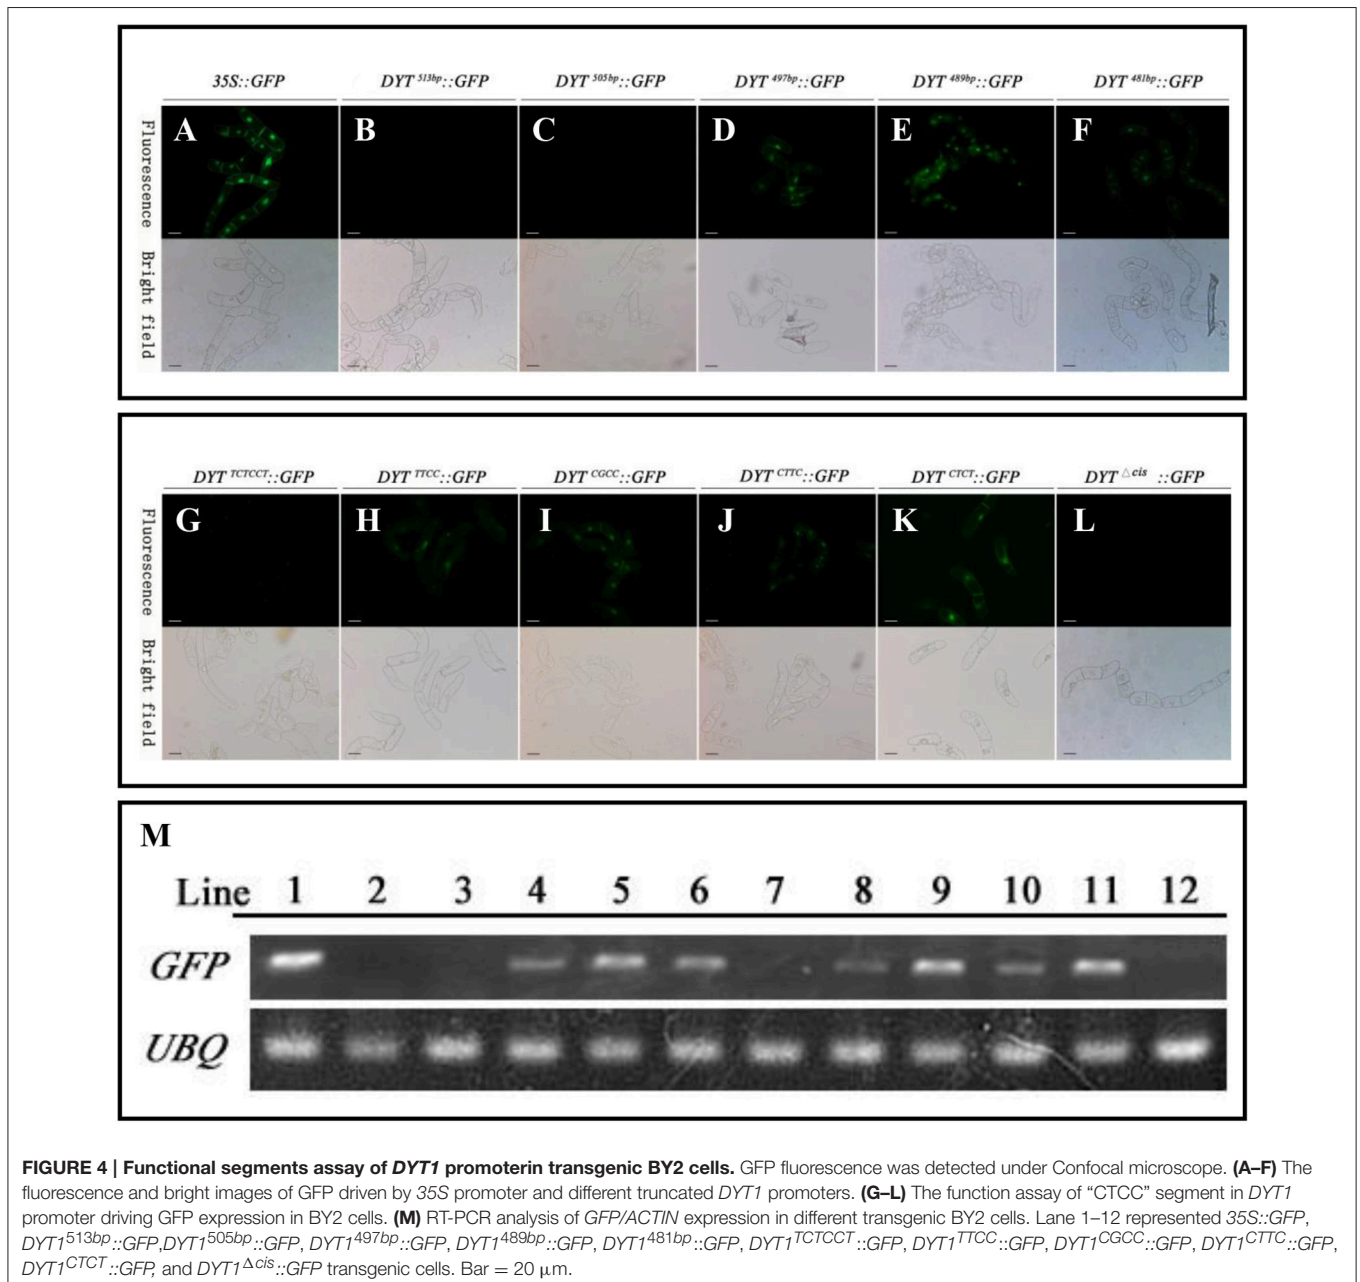 35S::GFP DYT 513bp::GFP DYT 505bp::GFP DYT 497bp::GFP DYT 489bp::GFP DYT 481bp::GFP
Fluorescence A B C D E F
Bright field
DYT TCTCCT::GFP DYT TTCC::GFP DYT CGCC::GFP DYT CTTC::GFP DYT CTCT::GFP DYT △cis ::GFP
Fluorescence G H I J K L
Bright field
M
Line 1 2 3 4 5 6 7 8 9 10 11 12
GFP
UBQ
FIGURE 4 | Functional segments assay of DYT1 promoterin transgenic BY2 cells. GFP fluorescence was detected under Confocal microscope. (A–F) The
fluorescence and bright images of GFP driven by 35S promoter and different truncated DYT1 promoters. (G–L) The function assay of “CTCC” segment in DYT1
promoter driving GFP expression in BY2 cells. (M) RT-PCR analysis of GFP/ACTIN expression in different transgenic BY2 cells. Lane 1–12 represented 35S::GFP,
DYT1513bp::GFP,DYT1505bp::GFP, DYT1497bp::GFP, DYT1489bp::GFP, DYT1481bp::GFP, DYT1TCTCCT::GFP, DYT1TTCC::GFP, DYT1CGCC::GFP, DYT1CTTC::GFP,
DYT1CTCT::GFP, and DYT1Δcis::GFP transgenic cells. Bar = 20 μm.